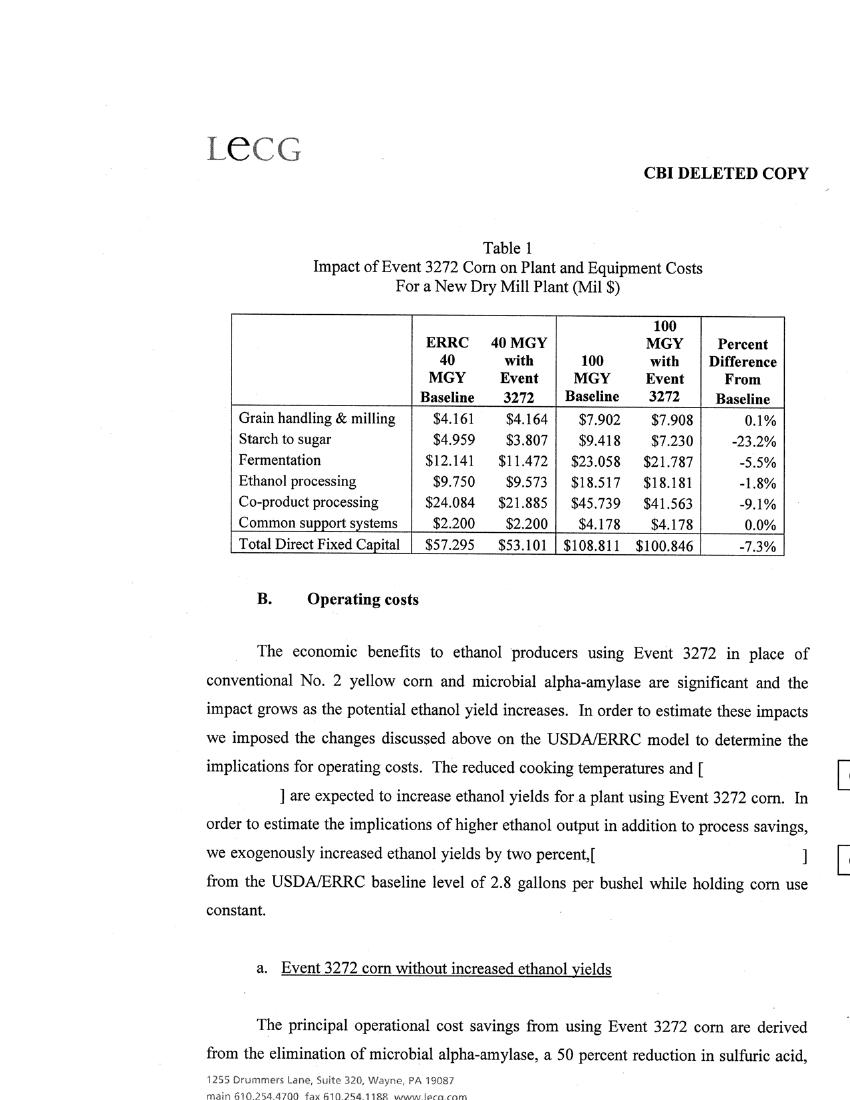 LECG
CBI DELETED COPY
Table 1
Impact of Event 3272 Corn on Plant and Equipment Costs
For a New Dry Mill Plant (Mil $)
ERRC 40 MGY Baseline 40 MGY with Event 3272 100 MGY Baseline 100 MGY with Event 3272 Percent Difference From Baseline
Grain handling & milling $4.161 $4.164 $7.902 $7.908 0.1%
Starch to sugar $4.959 $3.807 $9.418 $7.230 -23.2%
Fermentation $12.141 $11.472 $23.058 $21.787 -5.5%
Ethanol processing $9.750 $9.573 $18.517 $18.181 -1.8%
Co-product processing $24.084 $21.885 $45.739 $41.563 -9.1%
Common support systems $2.200 $2.200 $4.178 $4.178 0.0%
Total Direct Fixed Capital $57.295 $53.101 $108.811 $100.846 -7.3%
B. Operating costs
The economic benefits to ethanol producers using Event 3272 in place of
conventional No. 2 yellow corn and microbial alpha-amylase are significant and the
impact grows as the potential ethanol yield increases. In order to estimate these impacts
we imposed the changes discussed above on the USDA/ERRC model to determine the
implications for operating costs. The reduced cooking temperatures and [
] are expected to increase ethanol yields for a plant using Event 3272 corn. In
order to estimate the implications of higher ethanol output in addition to process savings,
we exogenously increased ethanol yields by two percent,[ ]
from the USDA/ERRC baseline level of 2.8 gallons per bushel while holding corn use
constant.
a. Event 3272 corn without increased ethanol yields
The principal operational cost savings from using Event 3272 corn are derived
from the elimination of microbial alpha-amylase, a 50 percent reduction in sulfuric acid,
1255 Drummers Lane, Suite 320, Wayne, PA 19087
main 610.254.4700 fax 610.254.1188 www.lecg.com